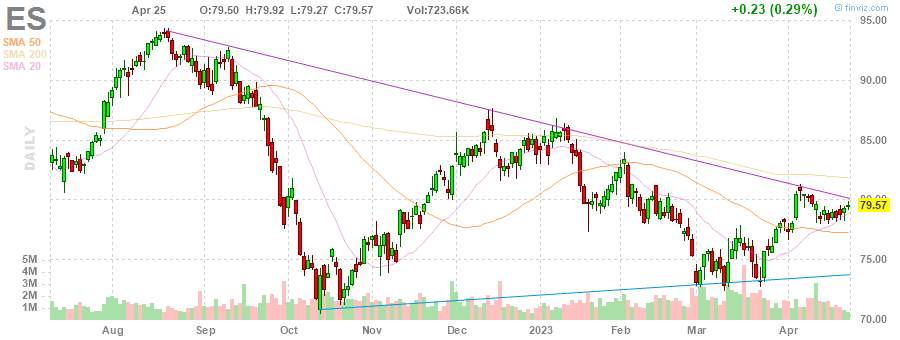 ES
Apr 25 O:79.50 H:79.92 L:79.27 C:79.57 Vol:723.66K
+0.23 (0.29%)
© finviz.com
SMA 50
SMA 200
SMA 20
DAILY
95.00
90.00
85.00
80.00
79.57
75.00
70.00
5M
4M
3M
2M
1M
Aug Sep Oct Nov Dec 2023 Feb Mar Apr